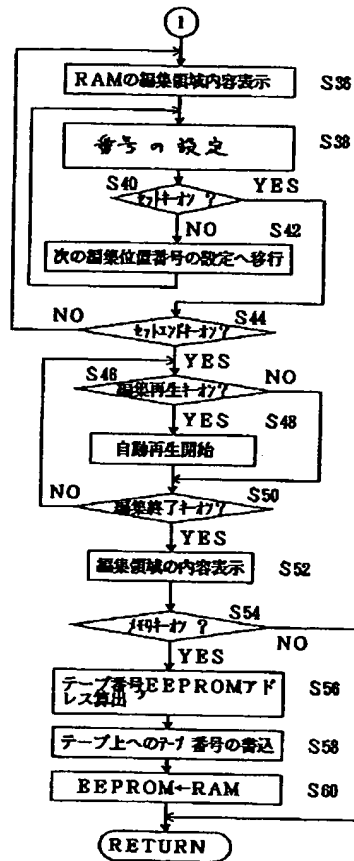 1
RAMの編集領域内容表示 S36
番号の設定 S38
S40
セットキーオン? YES
NO S42
次の編集位置番号の設定へ移行
NO S44
セットエンドキーオン?
S46 YES
編集再生キーオン? NO
YES S48
自動再生開始
NO S50
編集終了キーオン?
YES
編集領域の内容表示 S52
S54
メモリキーオン? NO
YES
テープ番号,EEPROMアド
レス算出 S56
テープ上へのテープ番号の書込 S58
EEPROM←RAM S60
RETURN